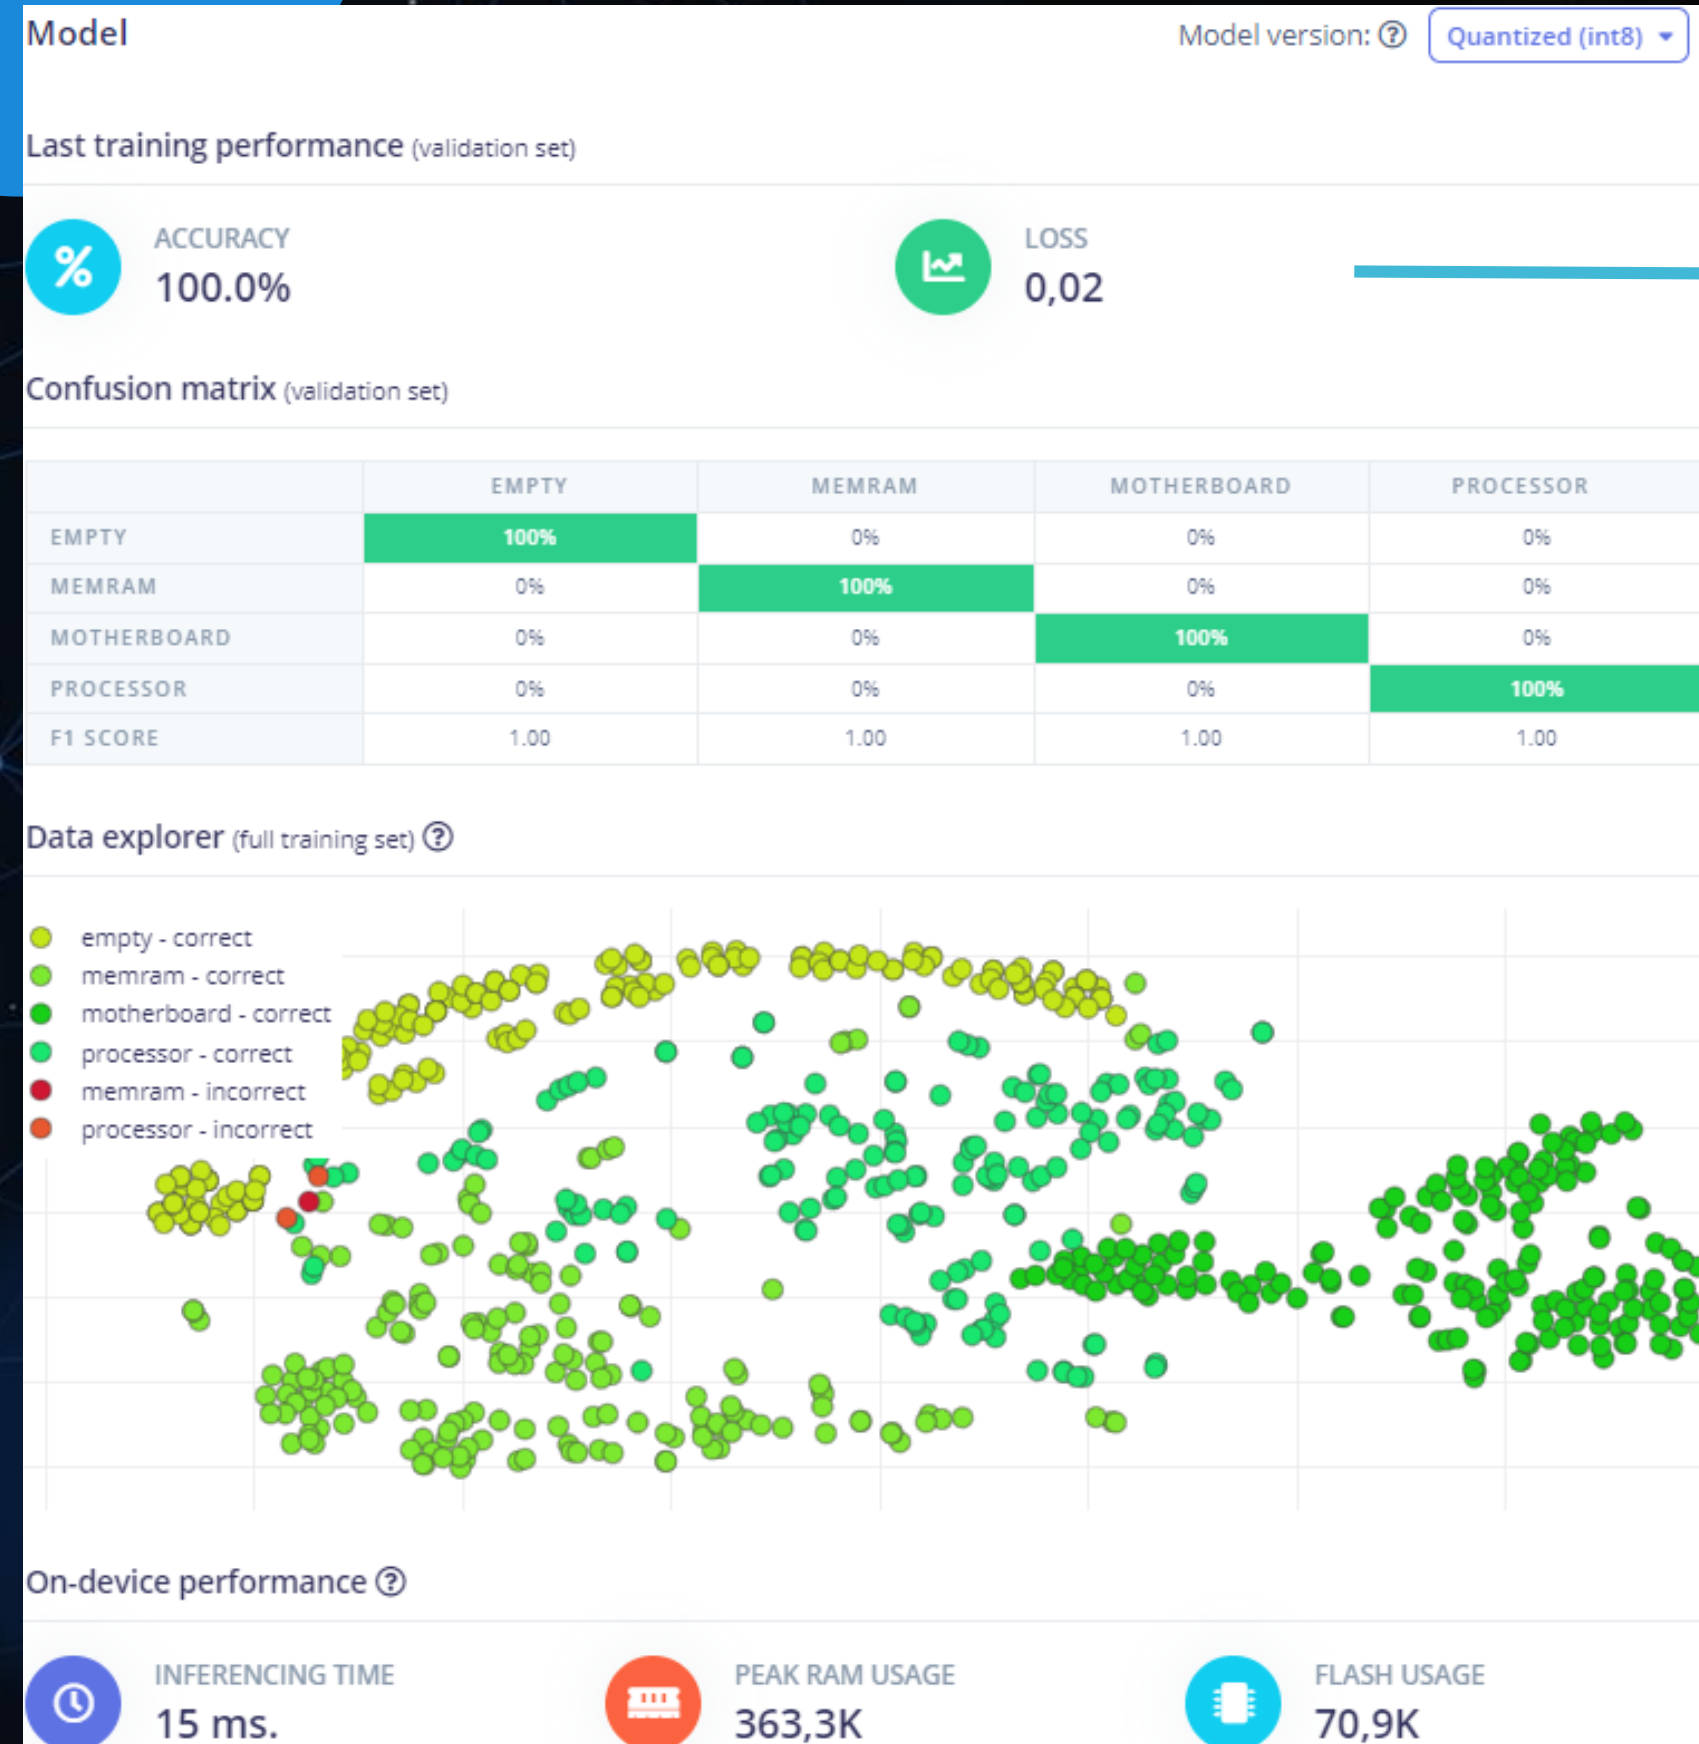 Model
Model version: ? Quantized (int8)
Last training performance (validation set)
% ACCURACY
100.0%
LOSS
0,02
Confusion matrix (validation set)
EMPTY MEMRAM MOTHERBOARD PROCESSOR
EMPTY 100% 0% 0% 0%
MEMRAM 0% 100% 0% 0%
MOTHERBOARD 0% 0% 100% 0%
PROCESSOR 0% 0% 0% 100%
F1 SCORE 1.00 1.00 1.00 1.00
Data explorer (full training set) ?
empty - correct
memram - correct
motherboard - correct
processor - correct
memram - incorrect
processor - incorrect
On-device performance ?
INFERENCING TIME
15 ms.
PEAK RAM USAGE
363,3K
FLASH USAGE
70,9K